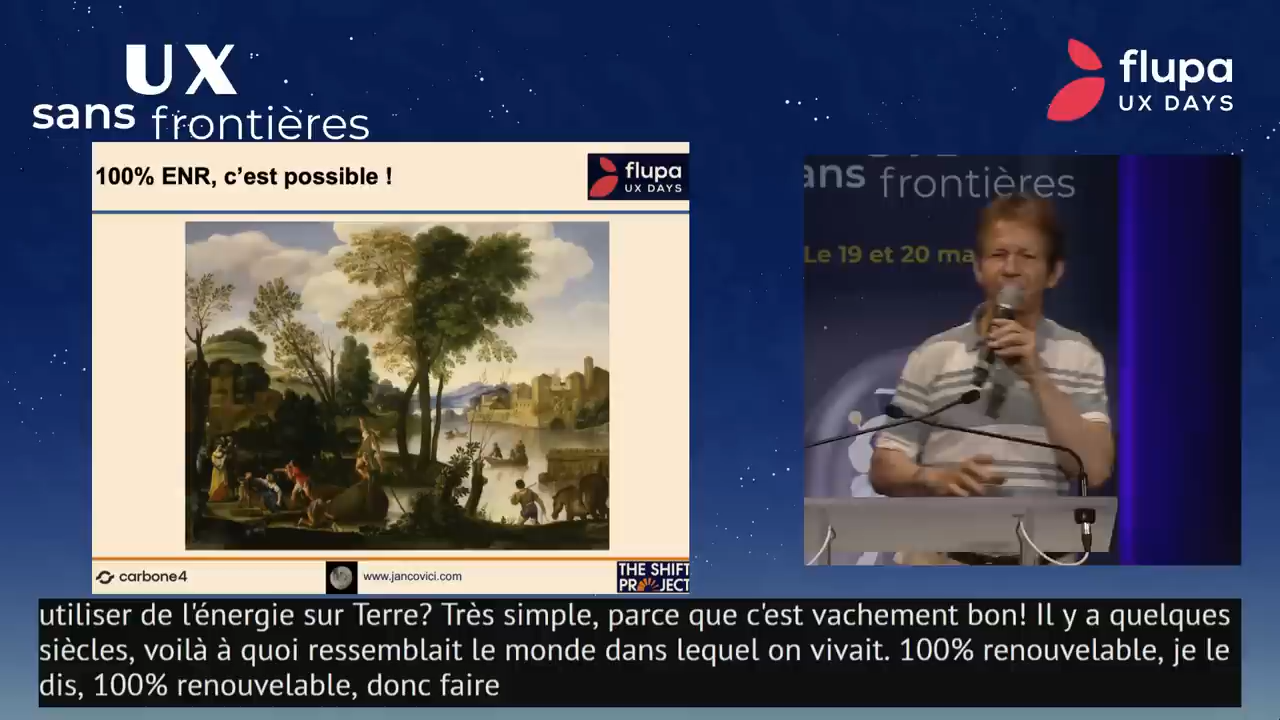 UX
sans frontières
flupa
UX DAYS
100% ENR, c’est possible !
flupa
UX DAYS
ans frontières
Le 19 et 20 ma
carbone4
www.jancovici.com
THE SHIFT
PROJECT
utiliser de l'énergie sur Terre? Très simple, parce que c'est vachement bon! Il y a quelques
siècles, voilà à quoi ressemblait le monde dans lequel on vivait. 100% renouvelable, je le
dis, 100% renouvelable, donc faire